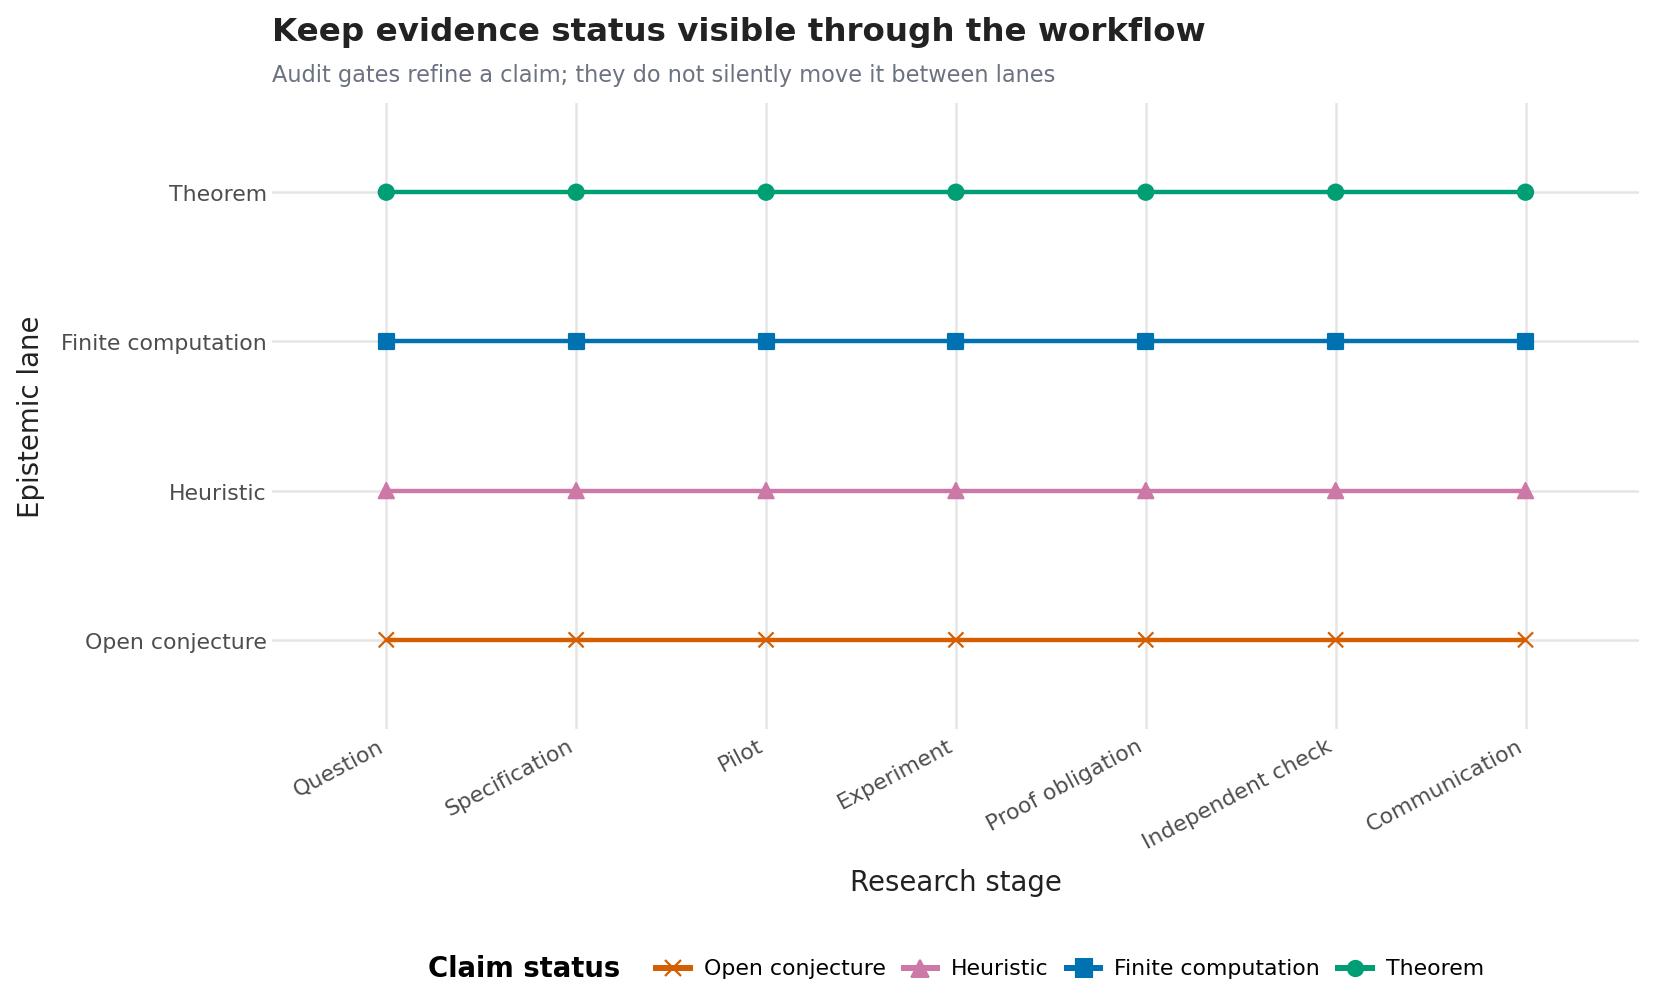 Keep evidence status visible through the workflow
Audit gates refine a claim; they do not silently move it between lanes
Epistemic lane
Theorem
Finite computation
Heuristic
Open conjecture
Question
Specification
Pilot
Experiment
Proof obligation
Independent check
Communication
Research stage
Claim status Open conjecture Heuristic Finite computation Theorem